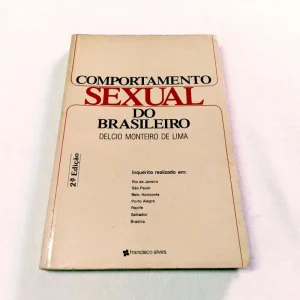 COMPORTAMENTO
SEXUAL
DO
BRASILEIRO
DELCIO MONTEIRO DE LIMA
2ª Edição
Inquérito realizado em:
Rio de Janeiro
São Paulo
Belo Horizonte
Porto Alegre
Recife
Salvador
Brasília
francisco alves